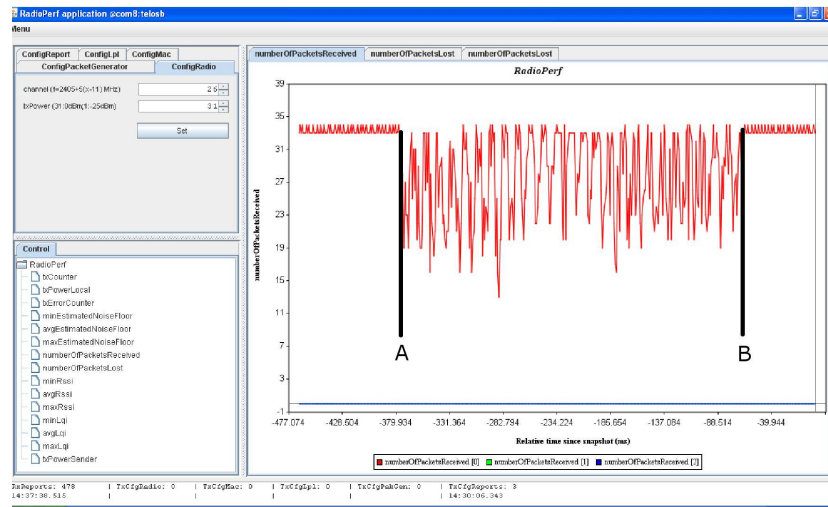 RadioPerf application @com8:telosb
Menu
ConfigReport ConfigLpl ConfigMac
ConfigPacketGenerator ConfigRadio
channel (f=2405+5(x-11) MHz) 26
txPower (31:0dBm(1:-25dBm) 31
Set
Control
RadioPerf
txCounter
txPowerLocal
txErrorCounter
minEstimatedNoiseFloor
avgEstimatedNoiseFloor
maxEstimatedNoiseFloor
numberOfPacketsReceived
numberOfPacketsLost
minRssi
avgRssi
maxRssi
minLqi
avgLqi
maxLqi
txPowerSender
numberOfPacketsReceived numberOfPacketsLost numberOfPacketsLost
RadioPerf
numberOfPacketsReceived
39
35
31
27
23
19
15
11
7
3
-1
A
B
-477.074 -428.504 -379.934 -331.364 -282.794 -234.224 -185.654 -137.084 -88.514 -39.944
Relative time since snapshot (ms)
numberOfPacketsReceived [0] numberOfPacketsReceived [1] numberOfPacketsReceived [2]
RxReports: 478 | TxCfgRadio: 0 | TxCfgMac: 0 | TxCfgLpl: 0 | TxCfgPaKGen: 0 | TxCfgReports: 3
14:37:38.515 | | | | | 14:30:06.343